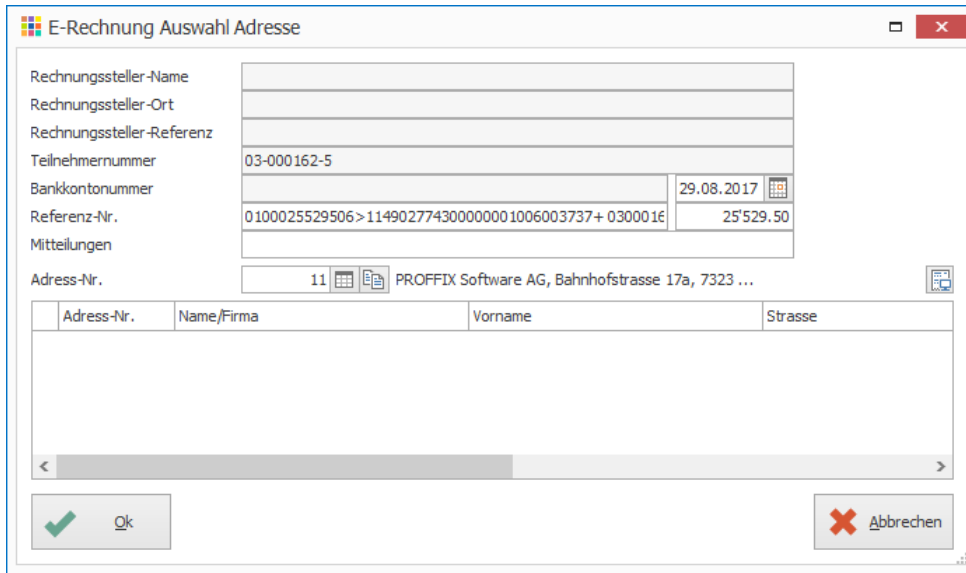 E-Rechnung Auswahl Adresse
Rechnungssteller-Name
Rechnungssteller-Ort
Rechnungssteller-Referenz
Teilnehmernummer 03-000162-5
Bankkontonummer 29.08.2017
Referenz-Nr. 0100025529506>114902774300000001006003737+ 0300016 25'529.50
Mitteilungen
Adress-Nr. 11 PROFFIX Software AG, Bahnhofstrasse 17a, 7323 ...
Adress-Nr. Name/Firma Vorname Strasse
Ok Abbrechen